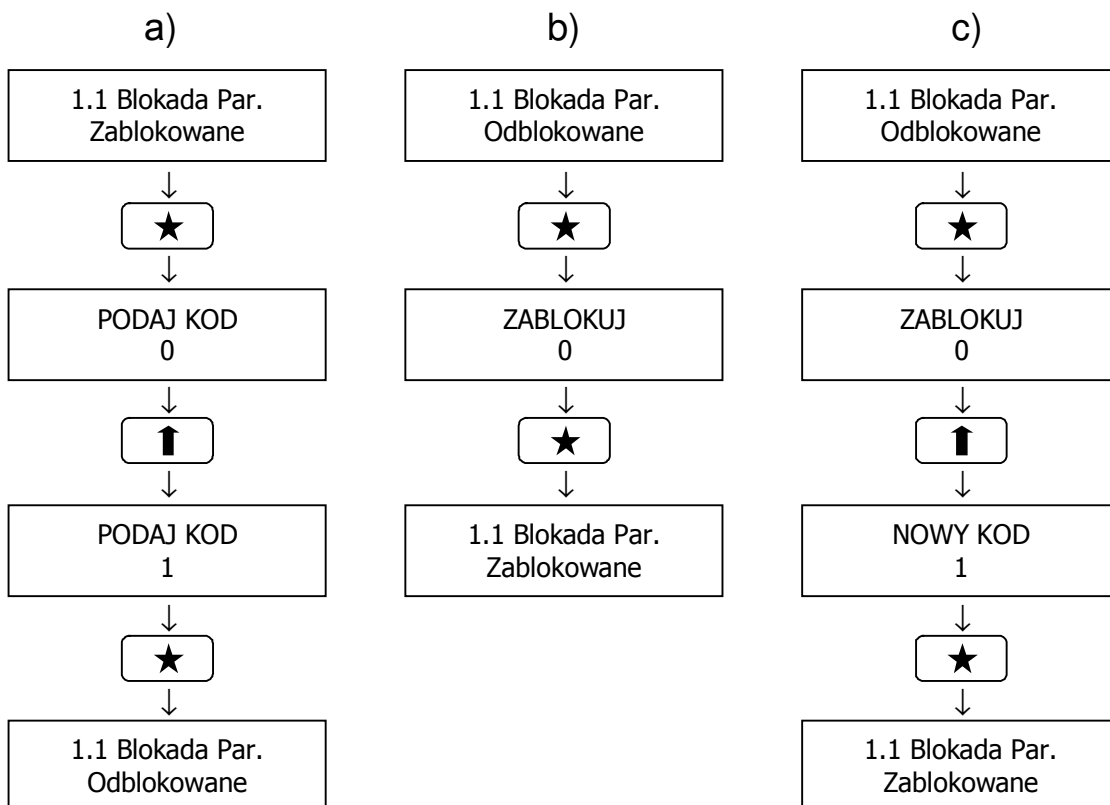 a)
1.1 Blokada Par.
Zablokowane
PODAJ KOD
0
PODAJ KOD
1
1.1 Blokada Par.
Odblokowane
b)
1.1 Blokada Par.
Odblokowane
ZABLOKUJ
0
1.1 Blokada Par.
Zablokowane
c)
1.1 Blokada Par.
Odblokowane
ZABLOKUJ
0
NOWY KOD
1
1.1 Blokada Par.
Zablokowane